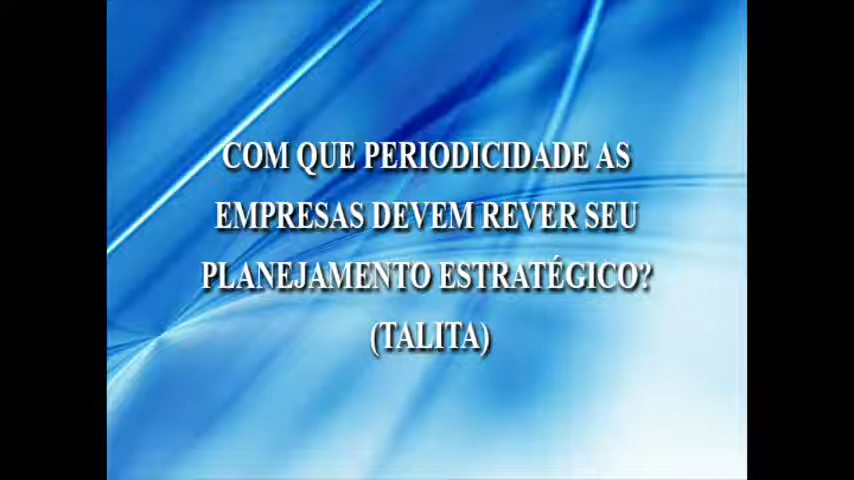 COM QUE PERIODICIDADE AS
EMPRESAS DEVEM REVER SEU
PLANEJAMENTO ESTRATÉGICO?
(TALITA)